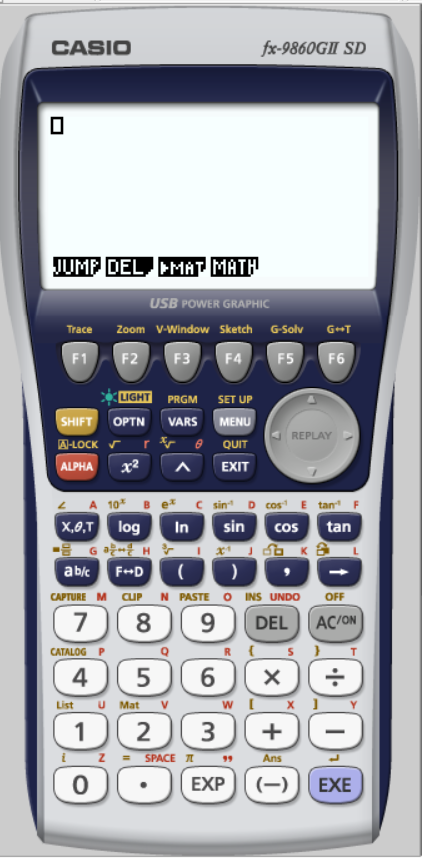 CASIO fx-9860GII SD
JUMP DEL ▶MAT MATH
USB POWER GRAPHIC
Trace Zoom V-Window Sketch G-Solv G↔T
F1 F2 F3 F4 F5 F6
LIGHT PRGM SET UP
SHIFT OPTN VARS MENU REPLAY
A-LOCK √ r ˣ√ θ QUIT
ALPHA x² ^ EXIT
∠ A 10ˣ B eˣ C sin⁻¹ D cos⁻¹ E tan⁻¹ F
X,θ,T log ln sin cos tan
G H ³√ I x⁻¹ J K L
a b/c F↔D ( ) , →
CAPTURE M CLIP N PASTE O INS UNDO OFF
7 8 9 DEL AC/ON
CATALOG P Q R { S } T
4 5 6 × ÷
List U Mat V W [ X ] Y
1 2 3 + −
i Z = SPACE π " Ans ↵
0 . EXP (−) EXE